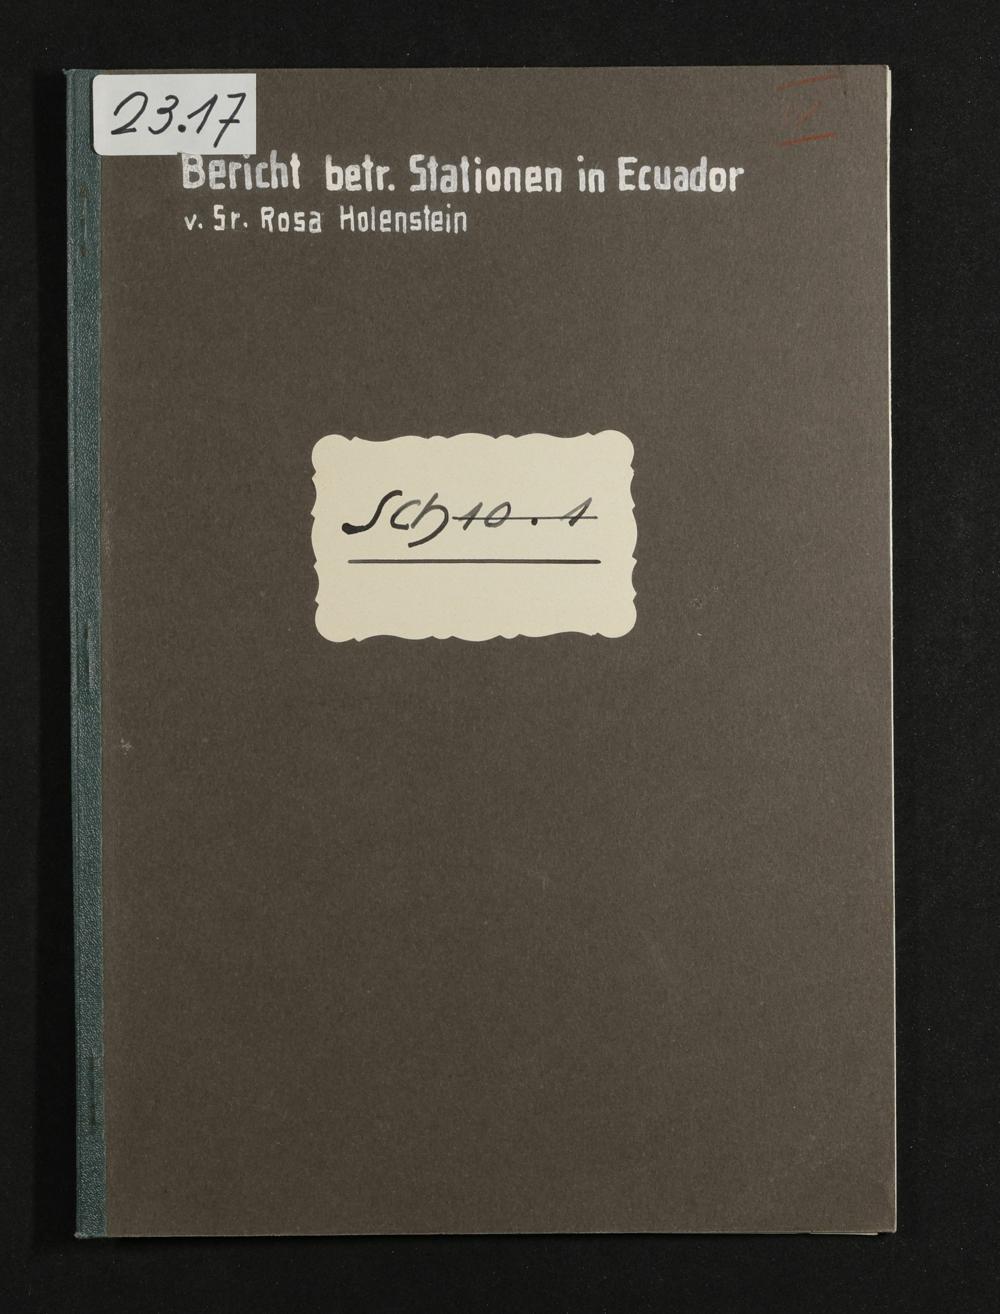 23.17
Bericht betr. Stationen in Ecuador
v. Sr. Rosa Holenstein
Sch 10.1